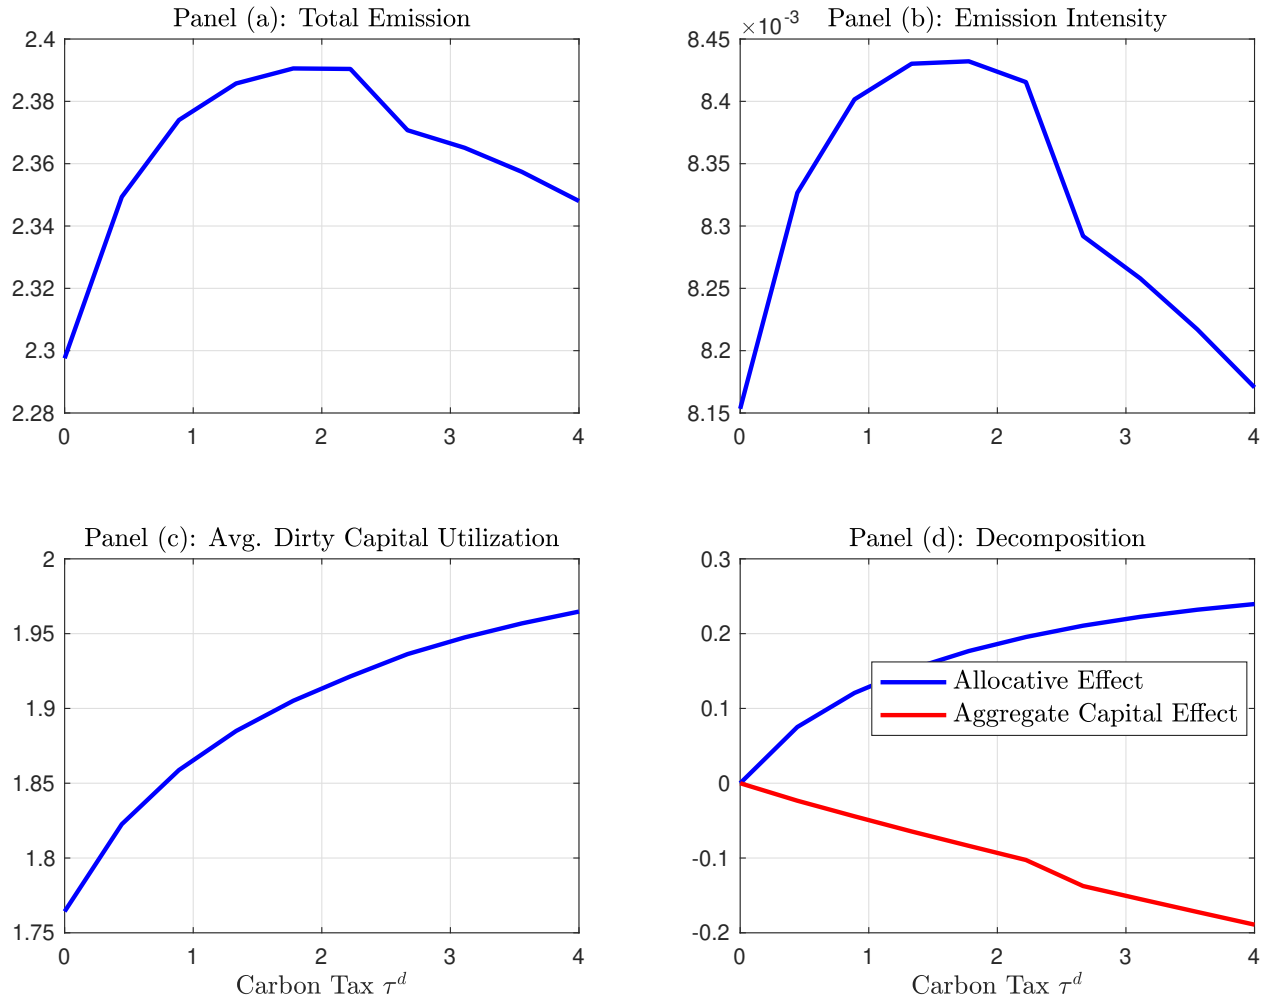 Panel (a): Total Emission
2.4
2.38
2.36
2.34
2.32
2.3
2.28
0 1 2 3 4
Panel (b): Emission Intensity
×10-3
8.45
8.4
8.35
8.3
8.25
8.2
8.15
0 1 2 3 4
Panel (c): Avg. Dirty Capital Utilization
2
1.95
1.9
1.85
1.8
1.75
0 1 2 3 4
Carbon Tax τ^d
Panel (d): Decomposition
0.3
0.2
0.1
0
-0.1
-0.2
Allocative Effect
Aggregate Capital Effect
0 1 2 3 4
Carbon Tax τ^d